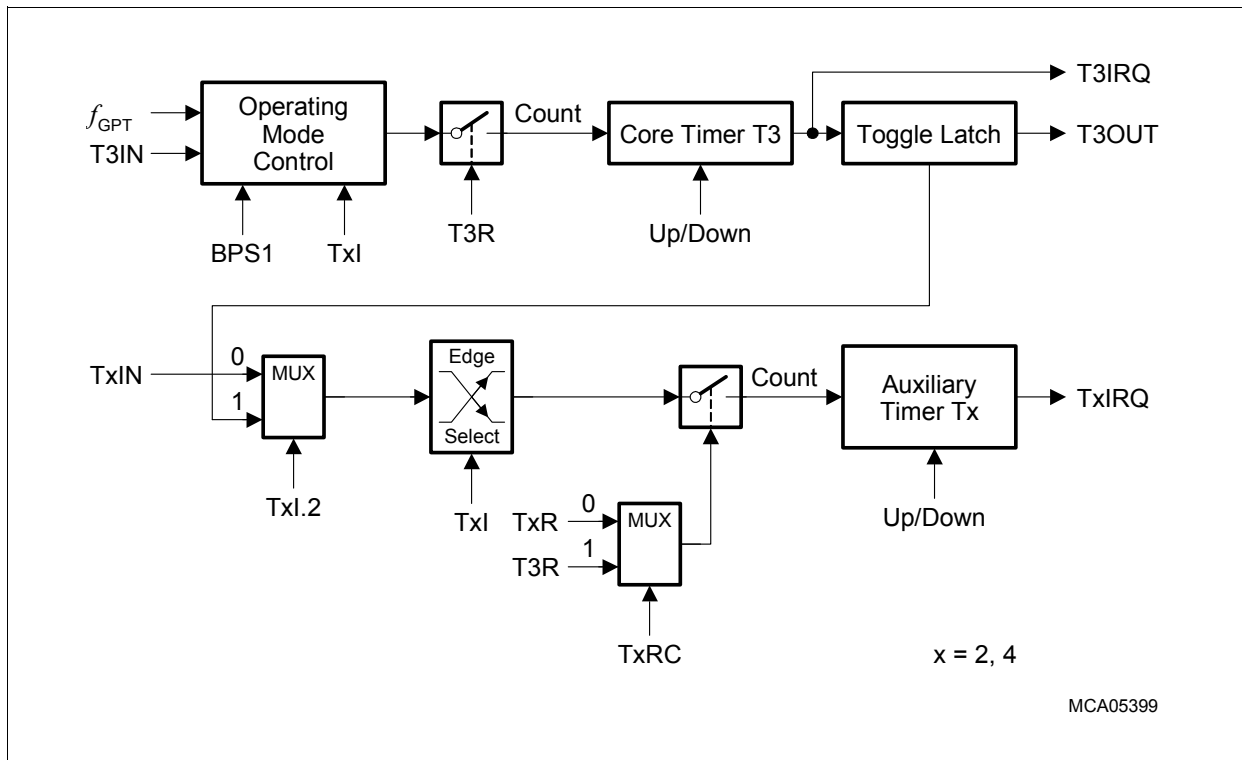 fGPT
T3IN
Operating
Mode
Control
BPS1
TxI
T3R
Count
Core Timer T3
Up/Down
Toggle Latch
T3IRQ
T3OUT
TxIN
0
1
MUX
TxI.2
Edge
Select
TxI
TxR
T3R
0
1
MUX
TxRC
Count
Auxiliary
Timer Tx
Up/Down
TxIRQ
x = 2, 4
MCA05399